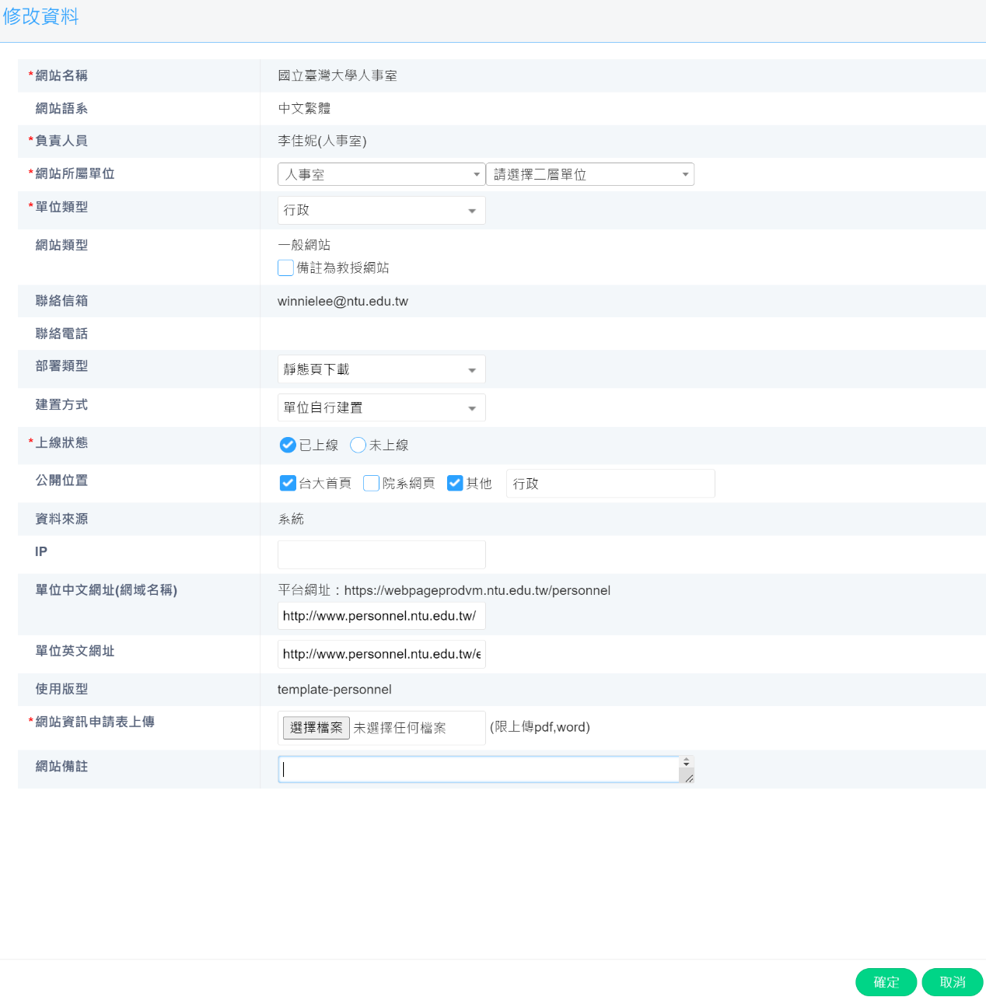 修改資料
*網站名稱 國立臺灣大學人事室
網站語系 中文繁體
*負責人員 李佳妮(人事室)
*網站所屬單位 人事室 請選擇二層單位
*單位類型 行政
網站類型 一般網站
備註為教授網站
聯絡信箱 winnielee@ntu.edu.tw
聯絡電話
部署類型 靜態頁下載
建置方式 單位自行建置
*上線狀態 已上線 未上線
公開位置 台大首頁 院系網頁 其他 行政
資料來源 系統
IP
單位中文網址(網域名稱) 平台網址：https://webpageprodvm.ntu.edu.tw/personnel
http://www.personnel.ntu.edu.tw/
單位英文網址 http://www.personnel.ntu.edu.tw/e
使用版型 template-personnel
*網站資訊申請表上傳 選擇檔案 未選擇任何檔案 (限上傳pdf,word)
網站備註
確定 取消